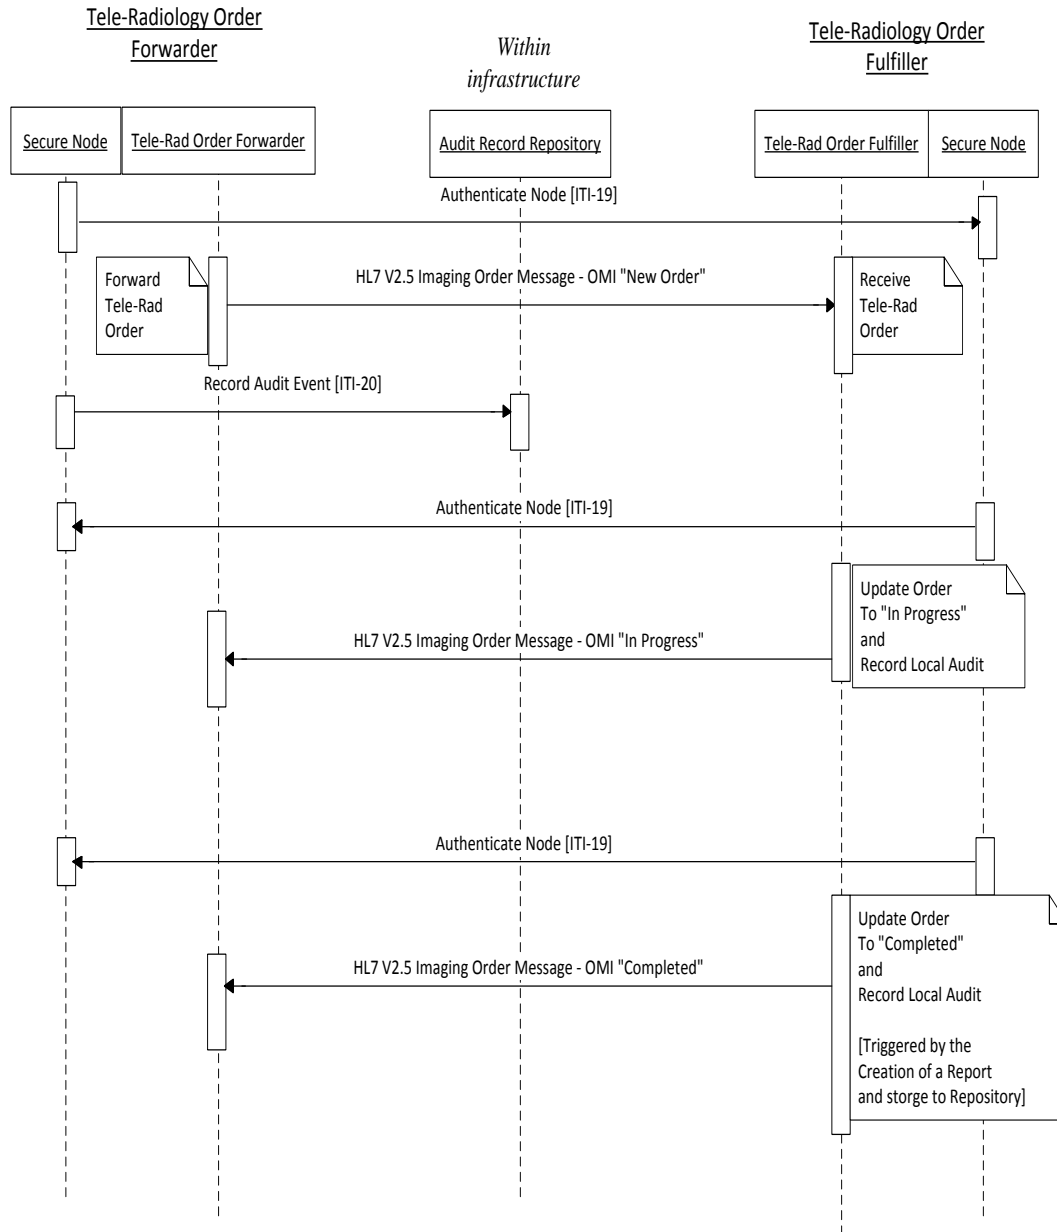 Tele-Radiology Order
Forwarder
Within
infrastructure
Tele-Radiology Order
Fulfiller
Secure Node
Tele-Rad Order Forwarder
Audit Record Repository
Tele-Rad Order Fulfiller
Secure Node
Authenticate Node [ITI-19]
Forward
Tele-Rad
Order
HL7 V2.5 Imaging Order Message - OMI "New Order"
Receive
Tele-Rad
Order
Record Audit Event [ITI-20]
Authenticate Node [ITI-19]
Update Order
To "In Progress"
and
Record Local Audit
HL7 V2.5 Imaging Order Message - OMI "In Progress"
Authenticate Node [ITI-19]
Update Order
To "Completed"
and
Record Local Audit
HL7 V2.5 Imaging Order Message - OMI "Completed"
[Triggered by the
Creation of a Report
and storge to Repository]